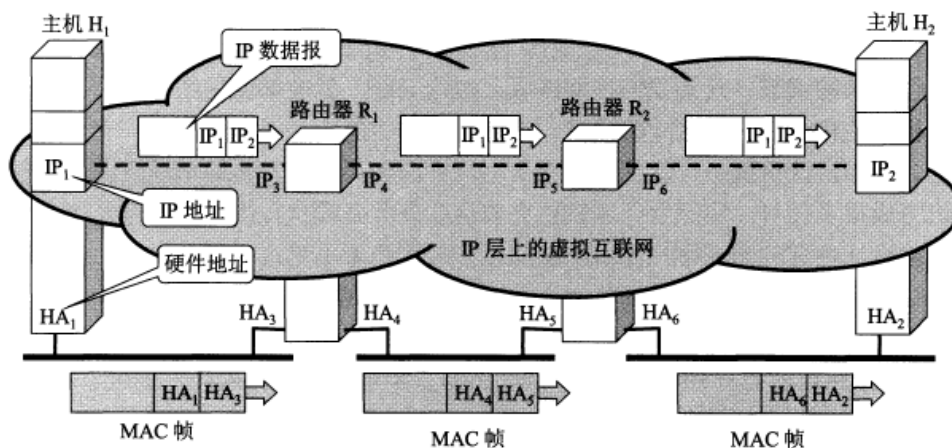 主机 H₁
主机 H₂
IP 数据报
路由器 R₁
路由器 R₂
IP₁ IP₂
IP₁ IP₂
IP₁ IP₂
IP₁
IP₃
IP₄
IP₅
IP₆
IP₂
IP 地址
IP 层上的虚拟互联网
硬件地址
HA₁
HA₃
HA₄
HA₅
HA₆
HA₂
HA₁ HA₃
HA₄ HA₅
HA₆ HA₂
MAC 帧
MAC 帧
MAC 帧